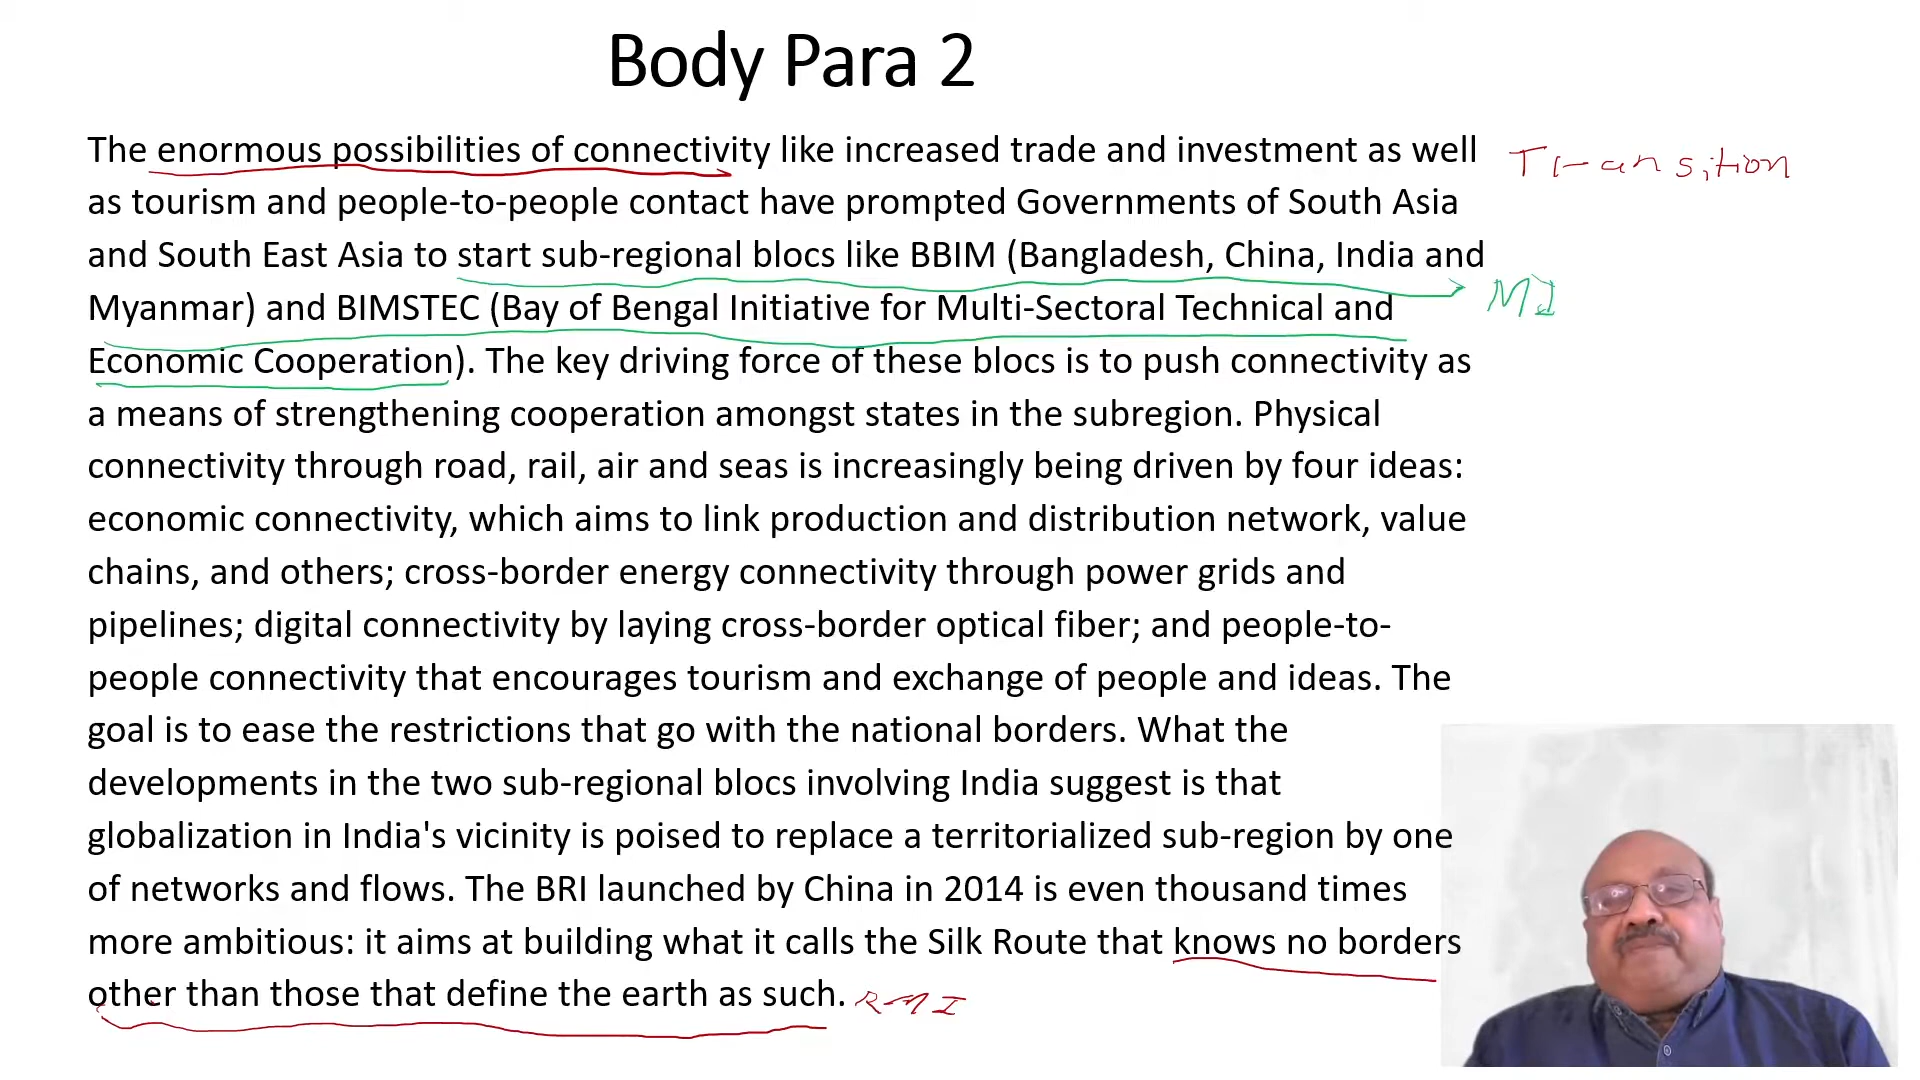 Body Para 2
The enormous possibilities of connectivity like increased trade and investment as well Transition
as tourism and people-to-people contact have prompted Governments of South Asia
and South East Asia to start sub-regional blocs like BBIM (Bangladesh, China, India and
MI
Myanmar) and BIMSTEC (Bay of Bengal Initiative for Multi-Sectoral Technical and
Economic Cooperation). The key driving force of these blocs is to push connectivity as
a means of strengthening cooperation amongst states in the subregion. Physical
connectivity through road, rail, air and seas is increasingly being driven by four ideas:
economic connectivity, which aims to link production and distribution network, value
chains, and others; cross-border energy connectivity through power grids and
pipelines; digital connectivity by laying cross-border optical fiber; and people-to-
people connectivity that encourages tourism and exchange of people and ideas. The
goal is to ease the restrictions that go with the national borders. What the
developments in the two sub-regional blocs involving India suggest is that
globalization in India's vicinity is poised to replace a territorialized sub-region by one
of networks and flows. The BRI launched by China in 2014 is even thousand times
more ambitious: it aims at building what it calls the Silk Route that knows no borders
other than those that define the earth as such. RMI